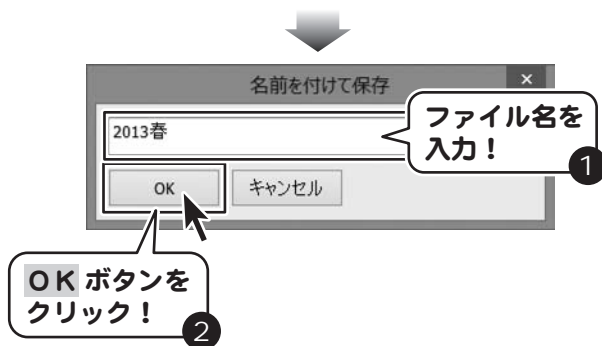 名前を付けて保存
×
2013春
ファイル名を
入力！
1
OK
キャンセル
OK ボタンを
クリック！
2